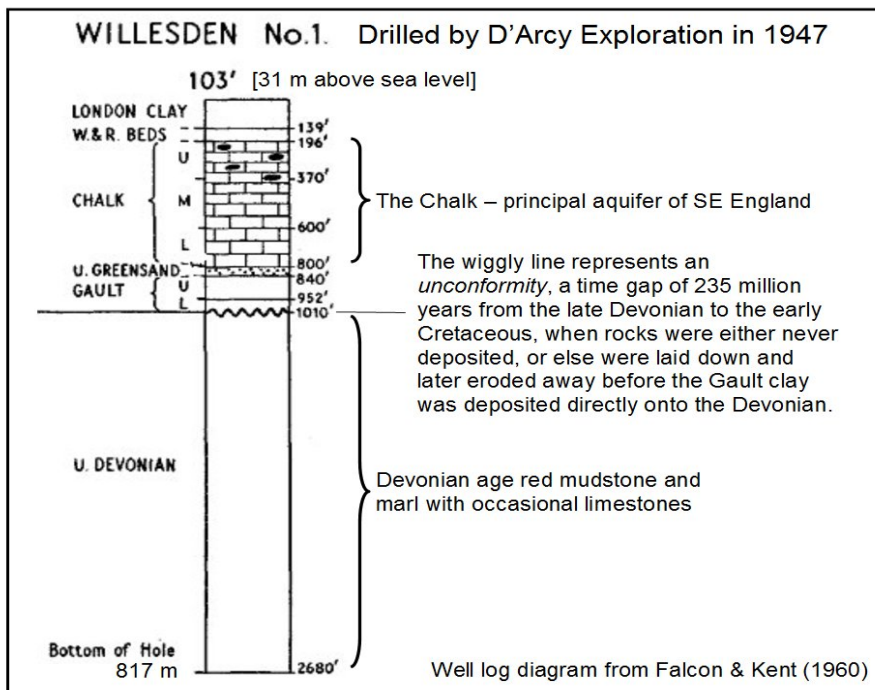 WILLESDEN No.1. Drilled by D'Arcy Exploration in 1947
103' [31 m above sea level]
LONDON CLAY
139'
W.& R. BEDS
196'
U
370'
CHALK
M
The Chalk – principal aquifer of SE England
600'
L
800'
U. GREENSAND
840'
GAULT
U
952'
L
1010'
The wiggly line represents an
unconformity, a time gap of 235 million
years from the late Devonian to the early
Cretaceous, when rocks were either never
deposited, or else were laid down and
later eroded away before the Gault clay
was deposited directly onto the Devonian.
U. DEVONIAN
Devonian age red mudstone and
marl with occasional limestones
Bottom of Hole
817 m
2680'
Well log diagram from Falcon & Kent (1960)